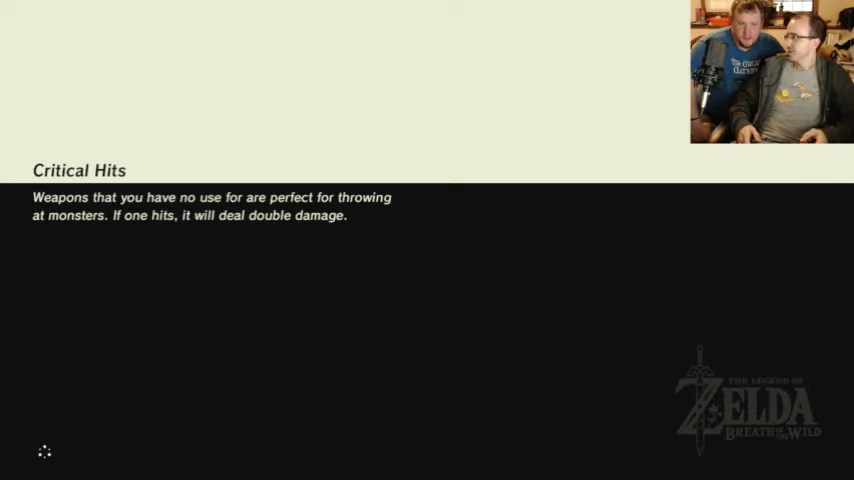 Critical Hits
Weapons that you have no use for are perfect for throwing
at monsters. If one hits, it will deal double damage.
THE LEGEND OF
ZELDA
BREATH OF THE WILD